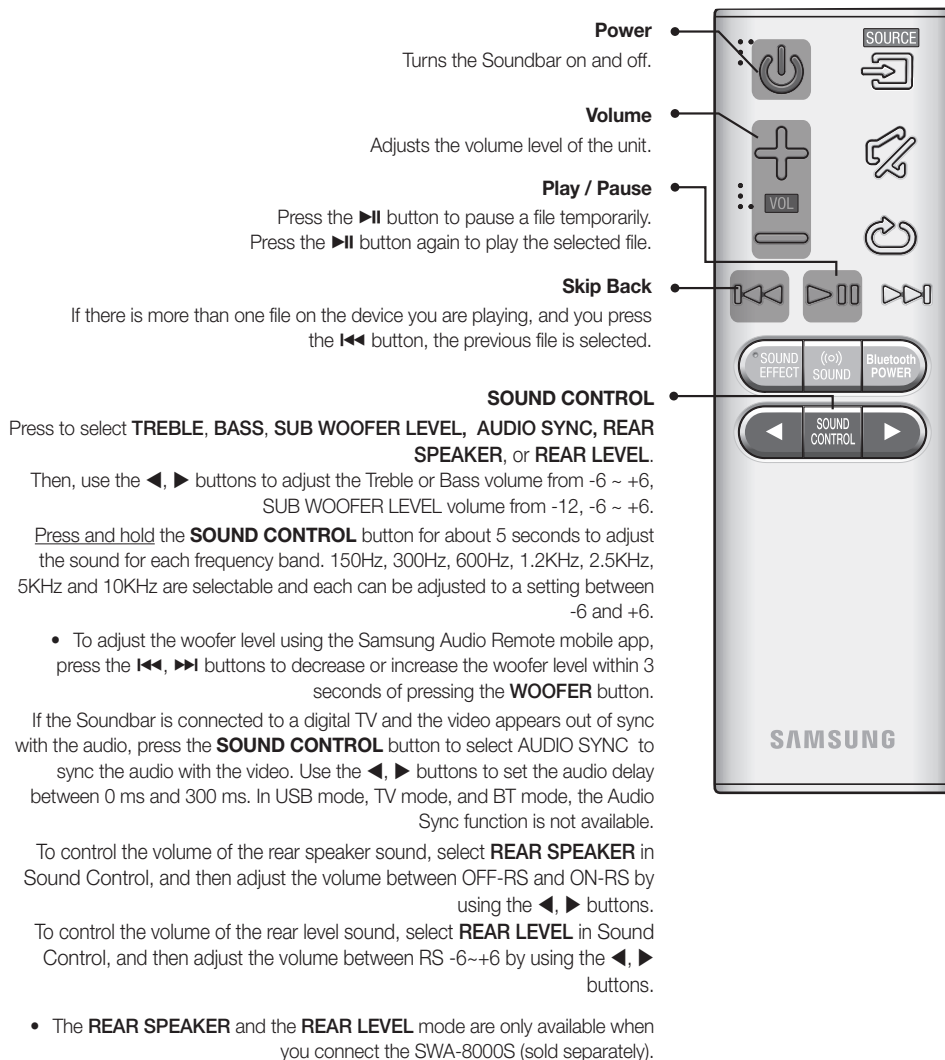 Power
Turns the Soundbar on and off.
Volume
Adjusts the volume level of the unit.
Play / Pause
Press the ►II button to pause a file temporarily.
Press the ►II button again to play the selected file.
Skip Back
If there is more than one file on the device you are playing, and you press
the I◄◄ button, the previous file is selected.
SOUND CONTROL
Press to select TREBLE, BASS, SUB WOOFER LEVEL, AUDIO SYNC, REAR
SPEAKER, or REAR LEVEL.
Then, use the ◄, ► buttons to adjust the Treble or Bass volume from -6 ~ +6,
SUB WOOFER LEVEL volume from -12, -6 ~ +6.
Press and hold the SOUND CONTROL button for about 5 seconds to adjust
the sound for each frequency band. 150Hz, 300Hz, 600Hz, 1.2KHz, 2.5KHz,
5KHz and 10KHz are selectable and each can be adjusted to a setting between
-6 and +6.
• To adjust the woofer level using the Samsung Audio Remote mobile app,
press the I◄◄, ►►I buttons to decrease or increase the woofer level within 3
seconds of pressing the WOOFER button.
If the Soundbar is connected to a digital TV and the video appears out of sync
with the audio, press the SOUND CONTROL button to select AUDIO SYNC to
sync the audio with the video. Use the ◄, ► buttons to set the audio delay
between 0 ms and 300 ms. In USB mode, TV mode, and BT mode, the Audio
Sync function is not available.
To control the volume of the rear speaker sound, select REAR SPEAKER in
Sound Control, and then adjust the volume between OFF-RS and ON-RS by
using the ◄, ► buttons.
To control the volume of the rear level sound, select REAR LEVEL in Sound
Control, and then adjust the volume between RS -6~+6 by using the ◄, ►
buttons.
• The REAR SPEAKER and the REAR LEVEL mode are only available when
you connect the SWA-8000S (sold separately).
SOURCE
VOL
SOUND
EFFECT
SOUND
Bluetooth
POWER
SOUND
CONTROL
SAMSUNG